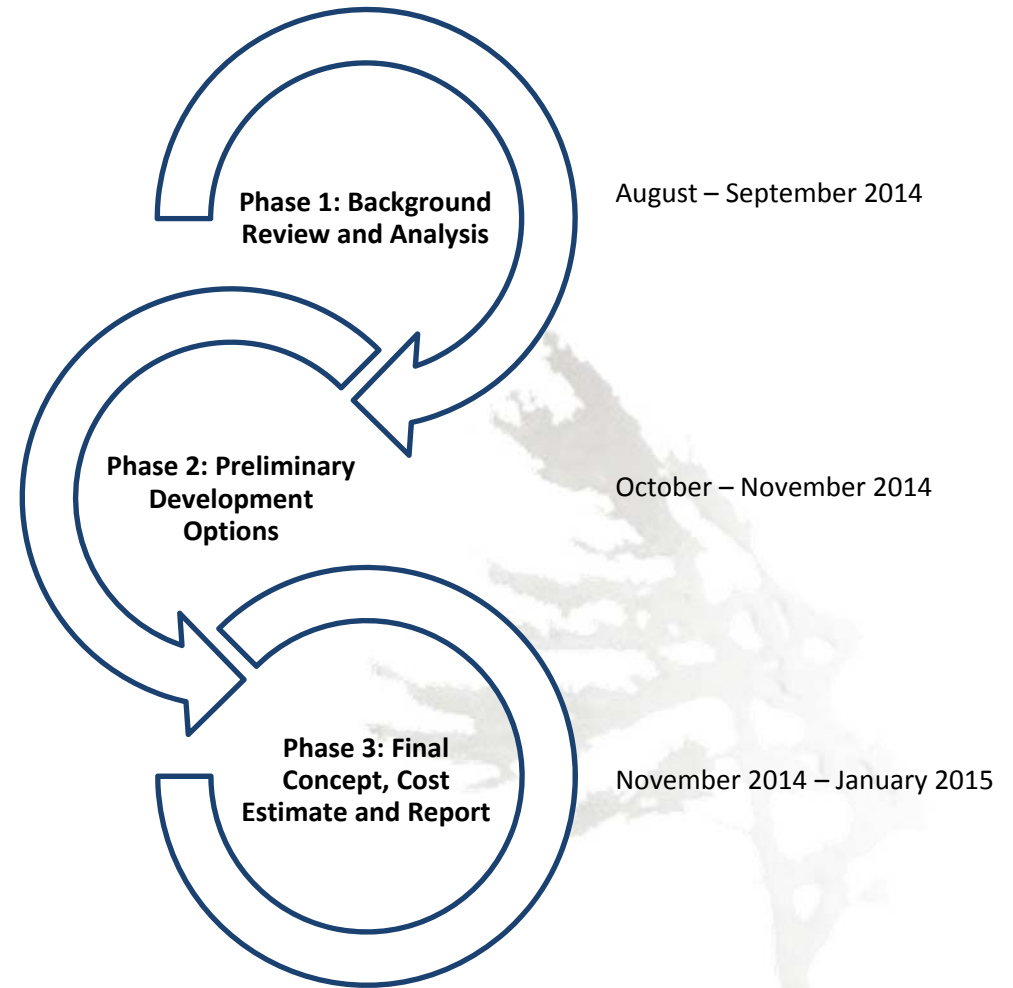 Phase 1: Background
Review and Analysis
August – September 2014
Phase 2: Preliminary
Development
Options
October – November 2014
Phase 3: Final
Concept, Cost
Estimate and Report
November 2014 – January 2015